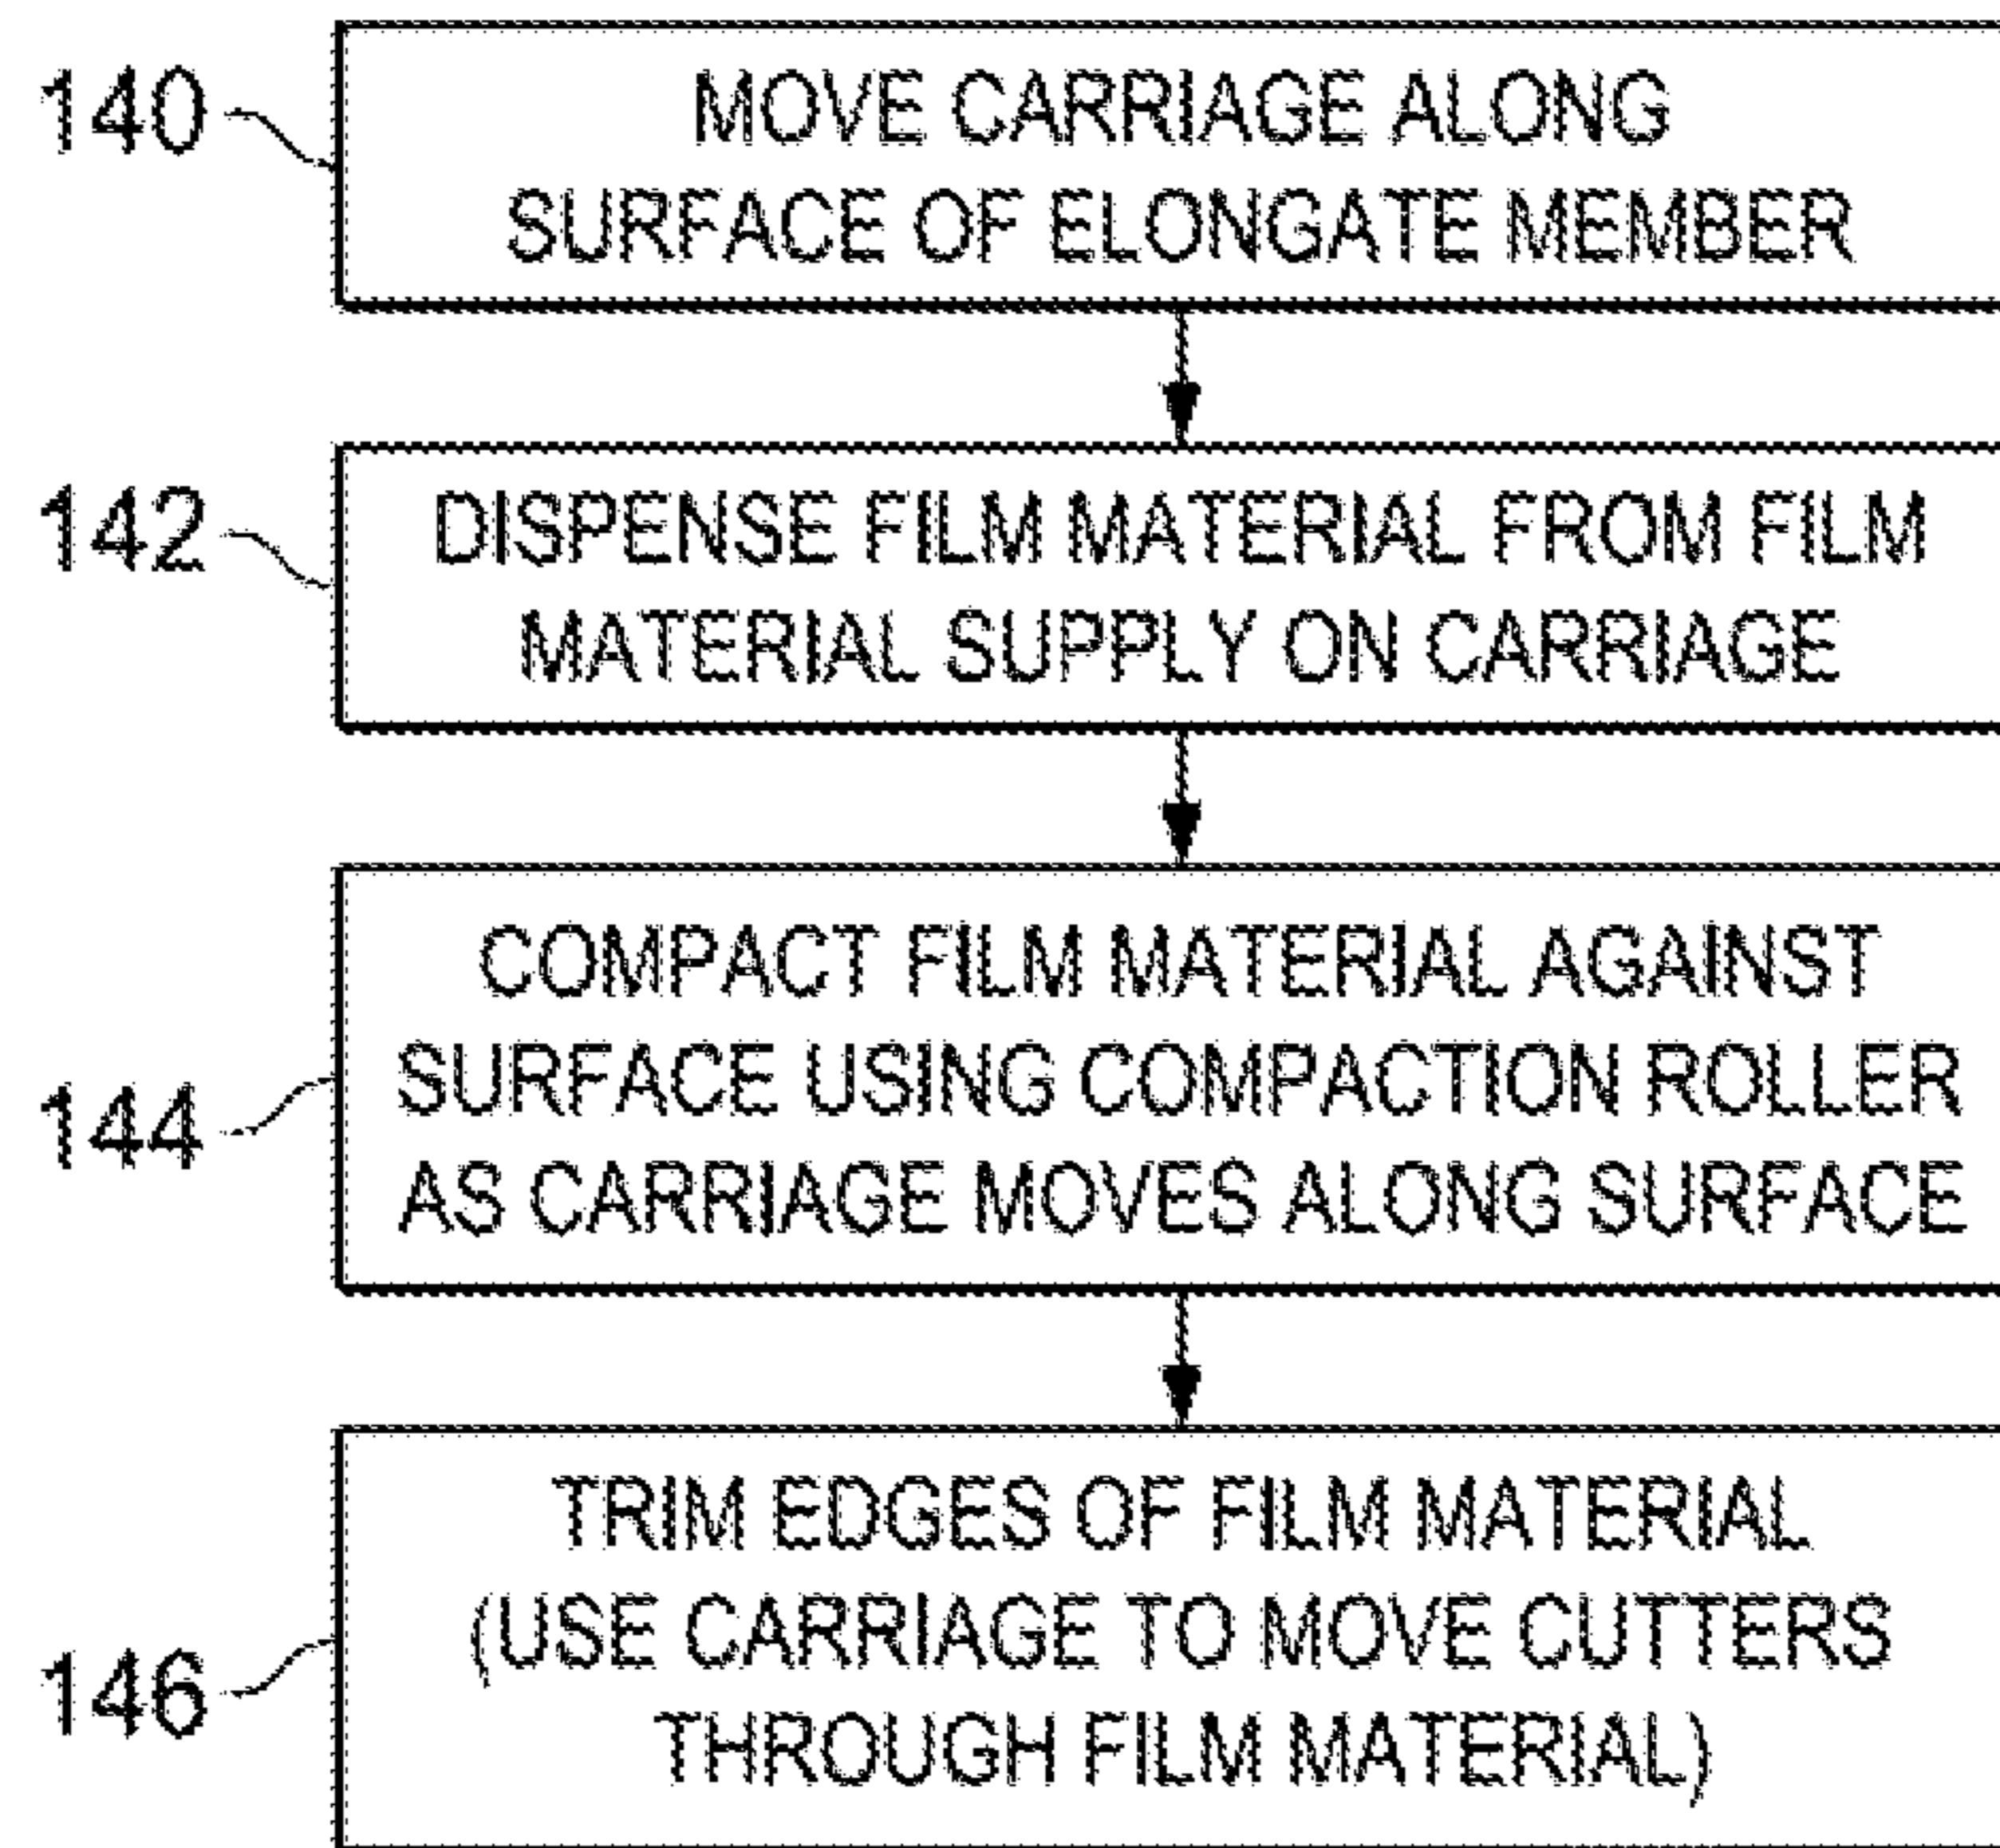 140
MOVE CARRIAGE ALONG
SURFACE OF ELONGATE MEMBER
142
DISPENSE FILM MATERIAL FROM FILM
MATERIAL SUPPLY ON CARRIAGE
COMPACT FILM MATERIAL AGAINST
144
SURFACE USING COMPACTION ROLLER
AS CARRIAGE MOVES ALONG SURFACE
TRIM EDGES OF FILM MATERIAL
146
(USE CARRIAGE TO MOVE CUTTERS
THROUGH FILM MATERIAL)